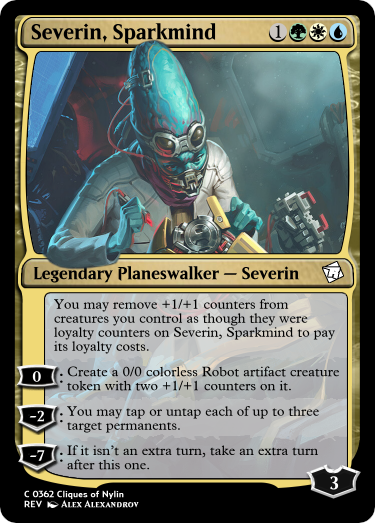 Severin, Sparkmind 1
Legendary Planeswalker — Severin
You may remove +1/+1 counters from
creatures you control as though they were
loyalty counters on Severin, Sparkmind to
pay its loyalty costs.
0: Create a 0/0 colorless Robot artifact creature
token with two +1/+1 counters on it.
-2: You may tap or untap each of up to three
target permanents.
-7: If it isn't an extra turn, take an extra turn
after this one.
3
C 0362 Cliques of Nylin
REV Alex Alexandrov